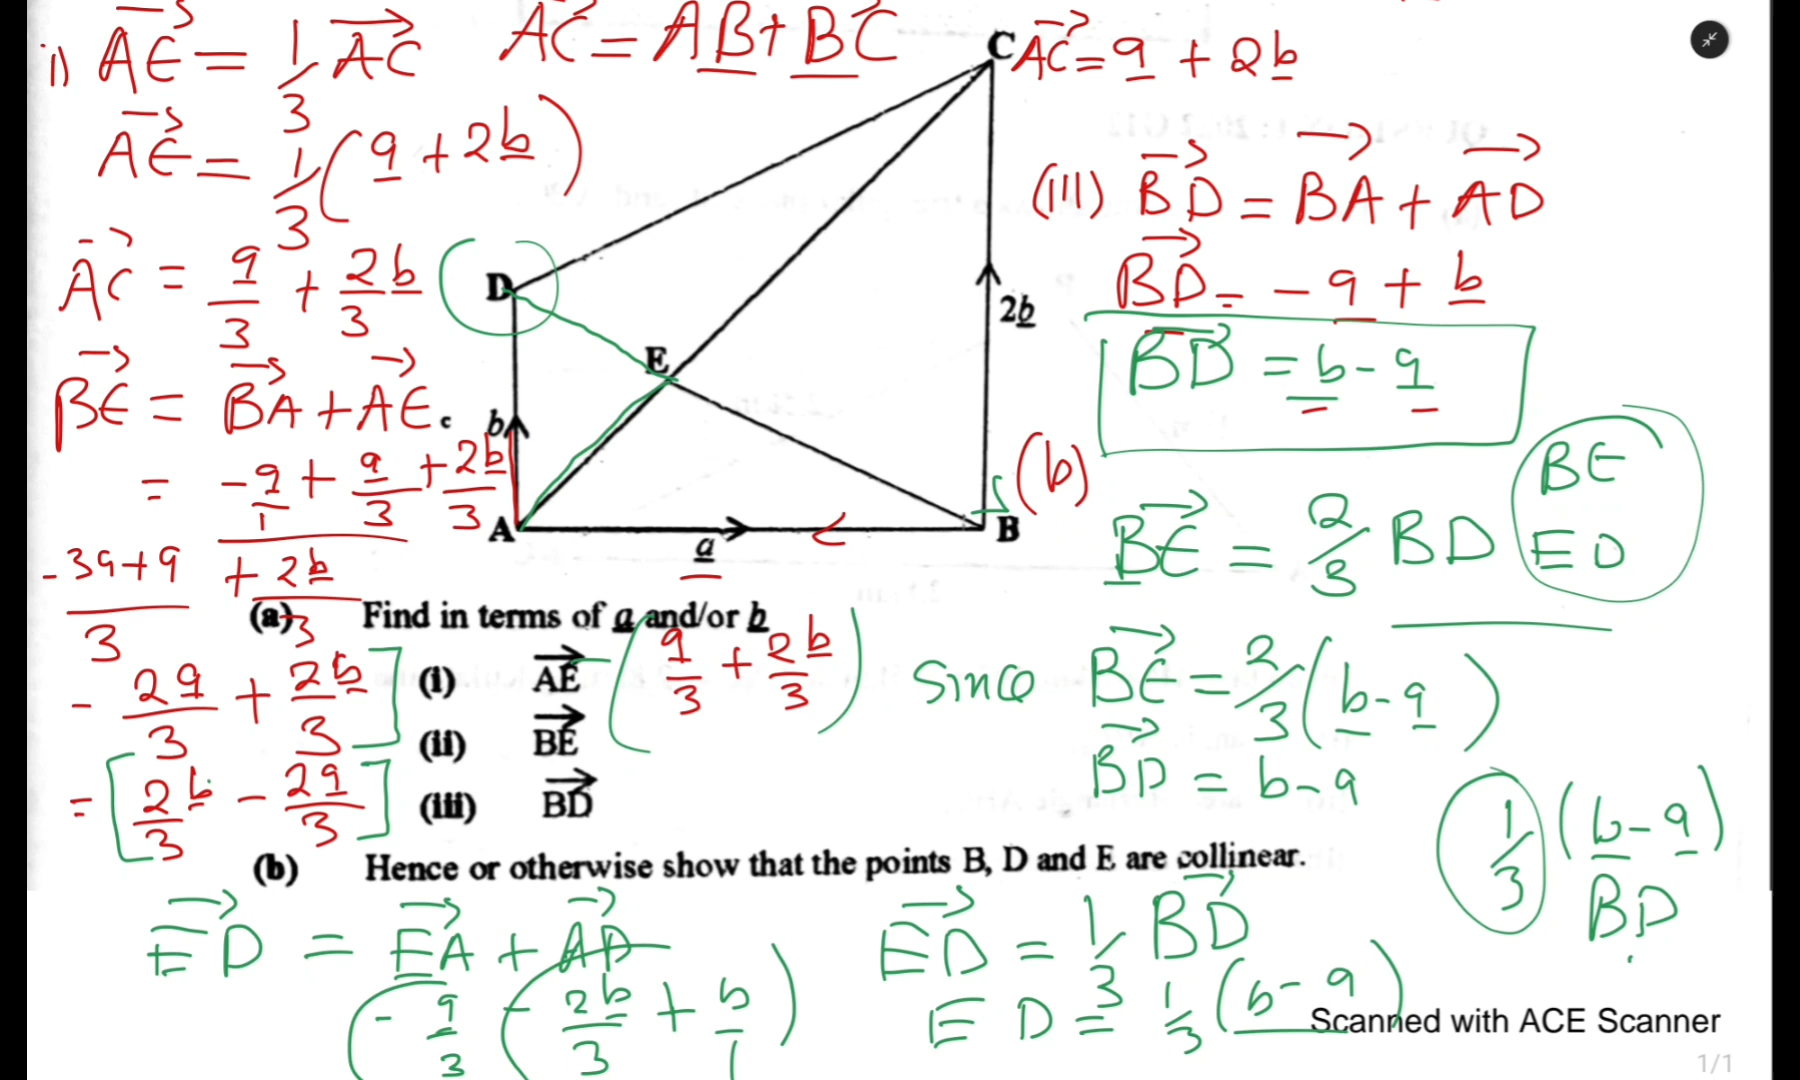 i) AE = 1/3 AC
AC = AB + BC
AC = a + 2b
AE = 1/3 (a + 2b)
AC = a/3 + 2b/3
BE = BA + AE
= -a/1 + a/3 + 2b/3
-3a+a/3 + 2b/3
- 2a/3 + 2b/3
= [2b/3 - 2a/3]
C
D
E
A
B
b
2b
a
(iii) BD = BA + AD
BD = - a + b
BD = b - a
(b)
BE = 2/3 BD
BE
ED
(a) Find in terms of a and/or b
(i) AE (a/3 + 2b/3)
(ii) BE
(iii) BD
Since BE = 2/3 (b - a)
BD = b - a
1/3 (b - a)
BD
(b) Hence or otherwise show that the points B, D and E are collinear.
ED = EA + AD
(- a/3 - 2b/3 + b/1)
ED = 1/3 BD
ED = 1/3 (b - a)
Scanned with ACE Scanner
1/1